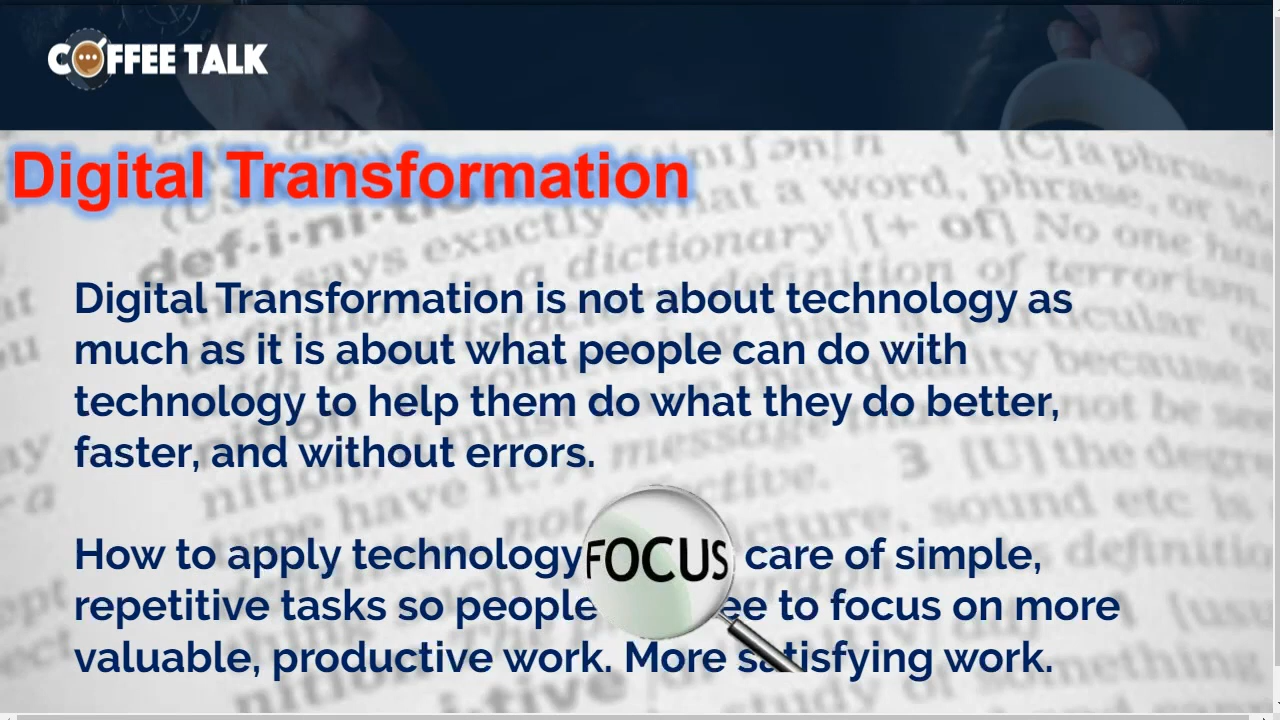 COFFEE TALK
Digital Transformation
Digital Transformation is not about technology as
much as it is about what people can do with
technology to help them do what they do better,
faster, and without errors.
How to apply technology FOCUS care of simple,
repetitive tasks so people ee to focus on more
valuable, productive work. More satisfying work.